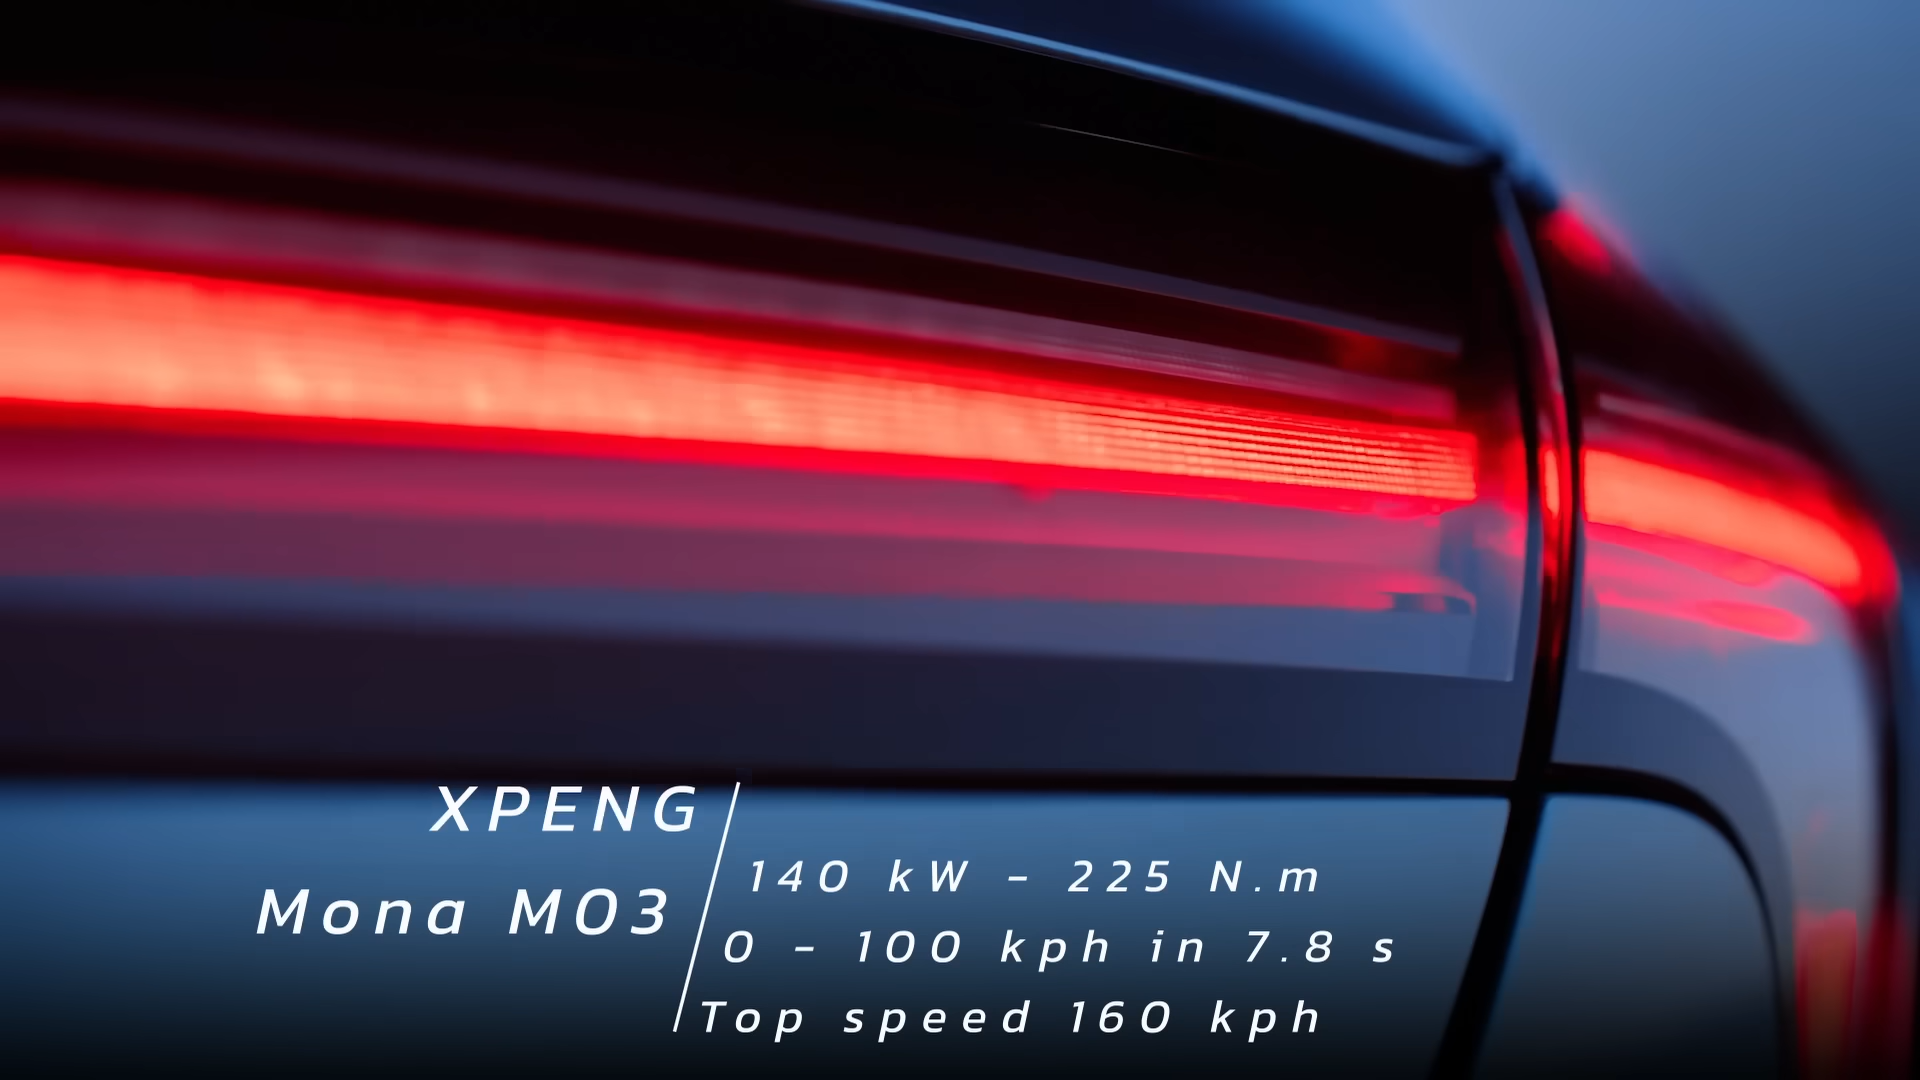 XPENG
Mona M03
140 kW - 225 N.m
0 - 100 kph in 7.8 s
Top speed 160 kph